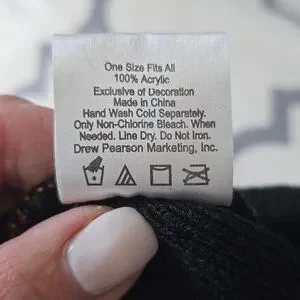 One Size Fits All
100% Acrylic
Exclusive of Decoration
Made in China
Hand Wash Cold Separately.
Only Non-Chlorine Bleach. When
Needed. Line Dry. Do Not Iron.
Drew Pearson Marketing, Inc.